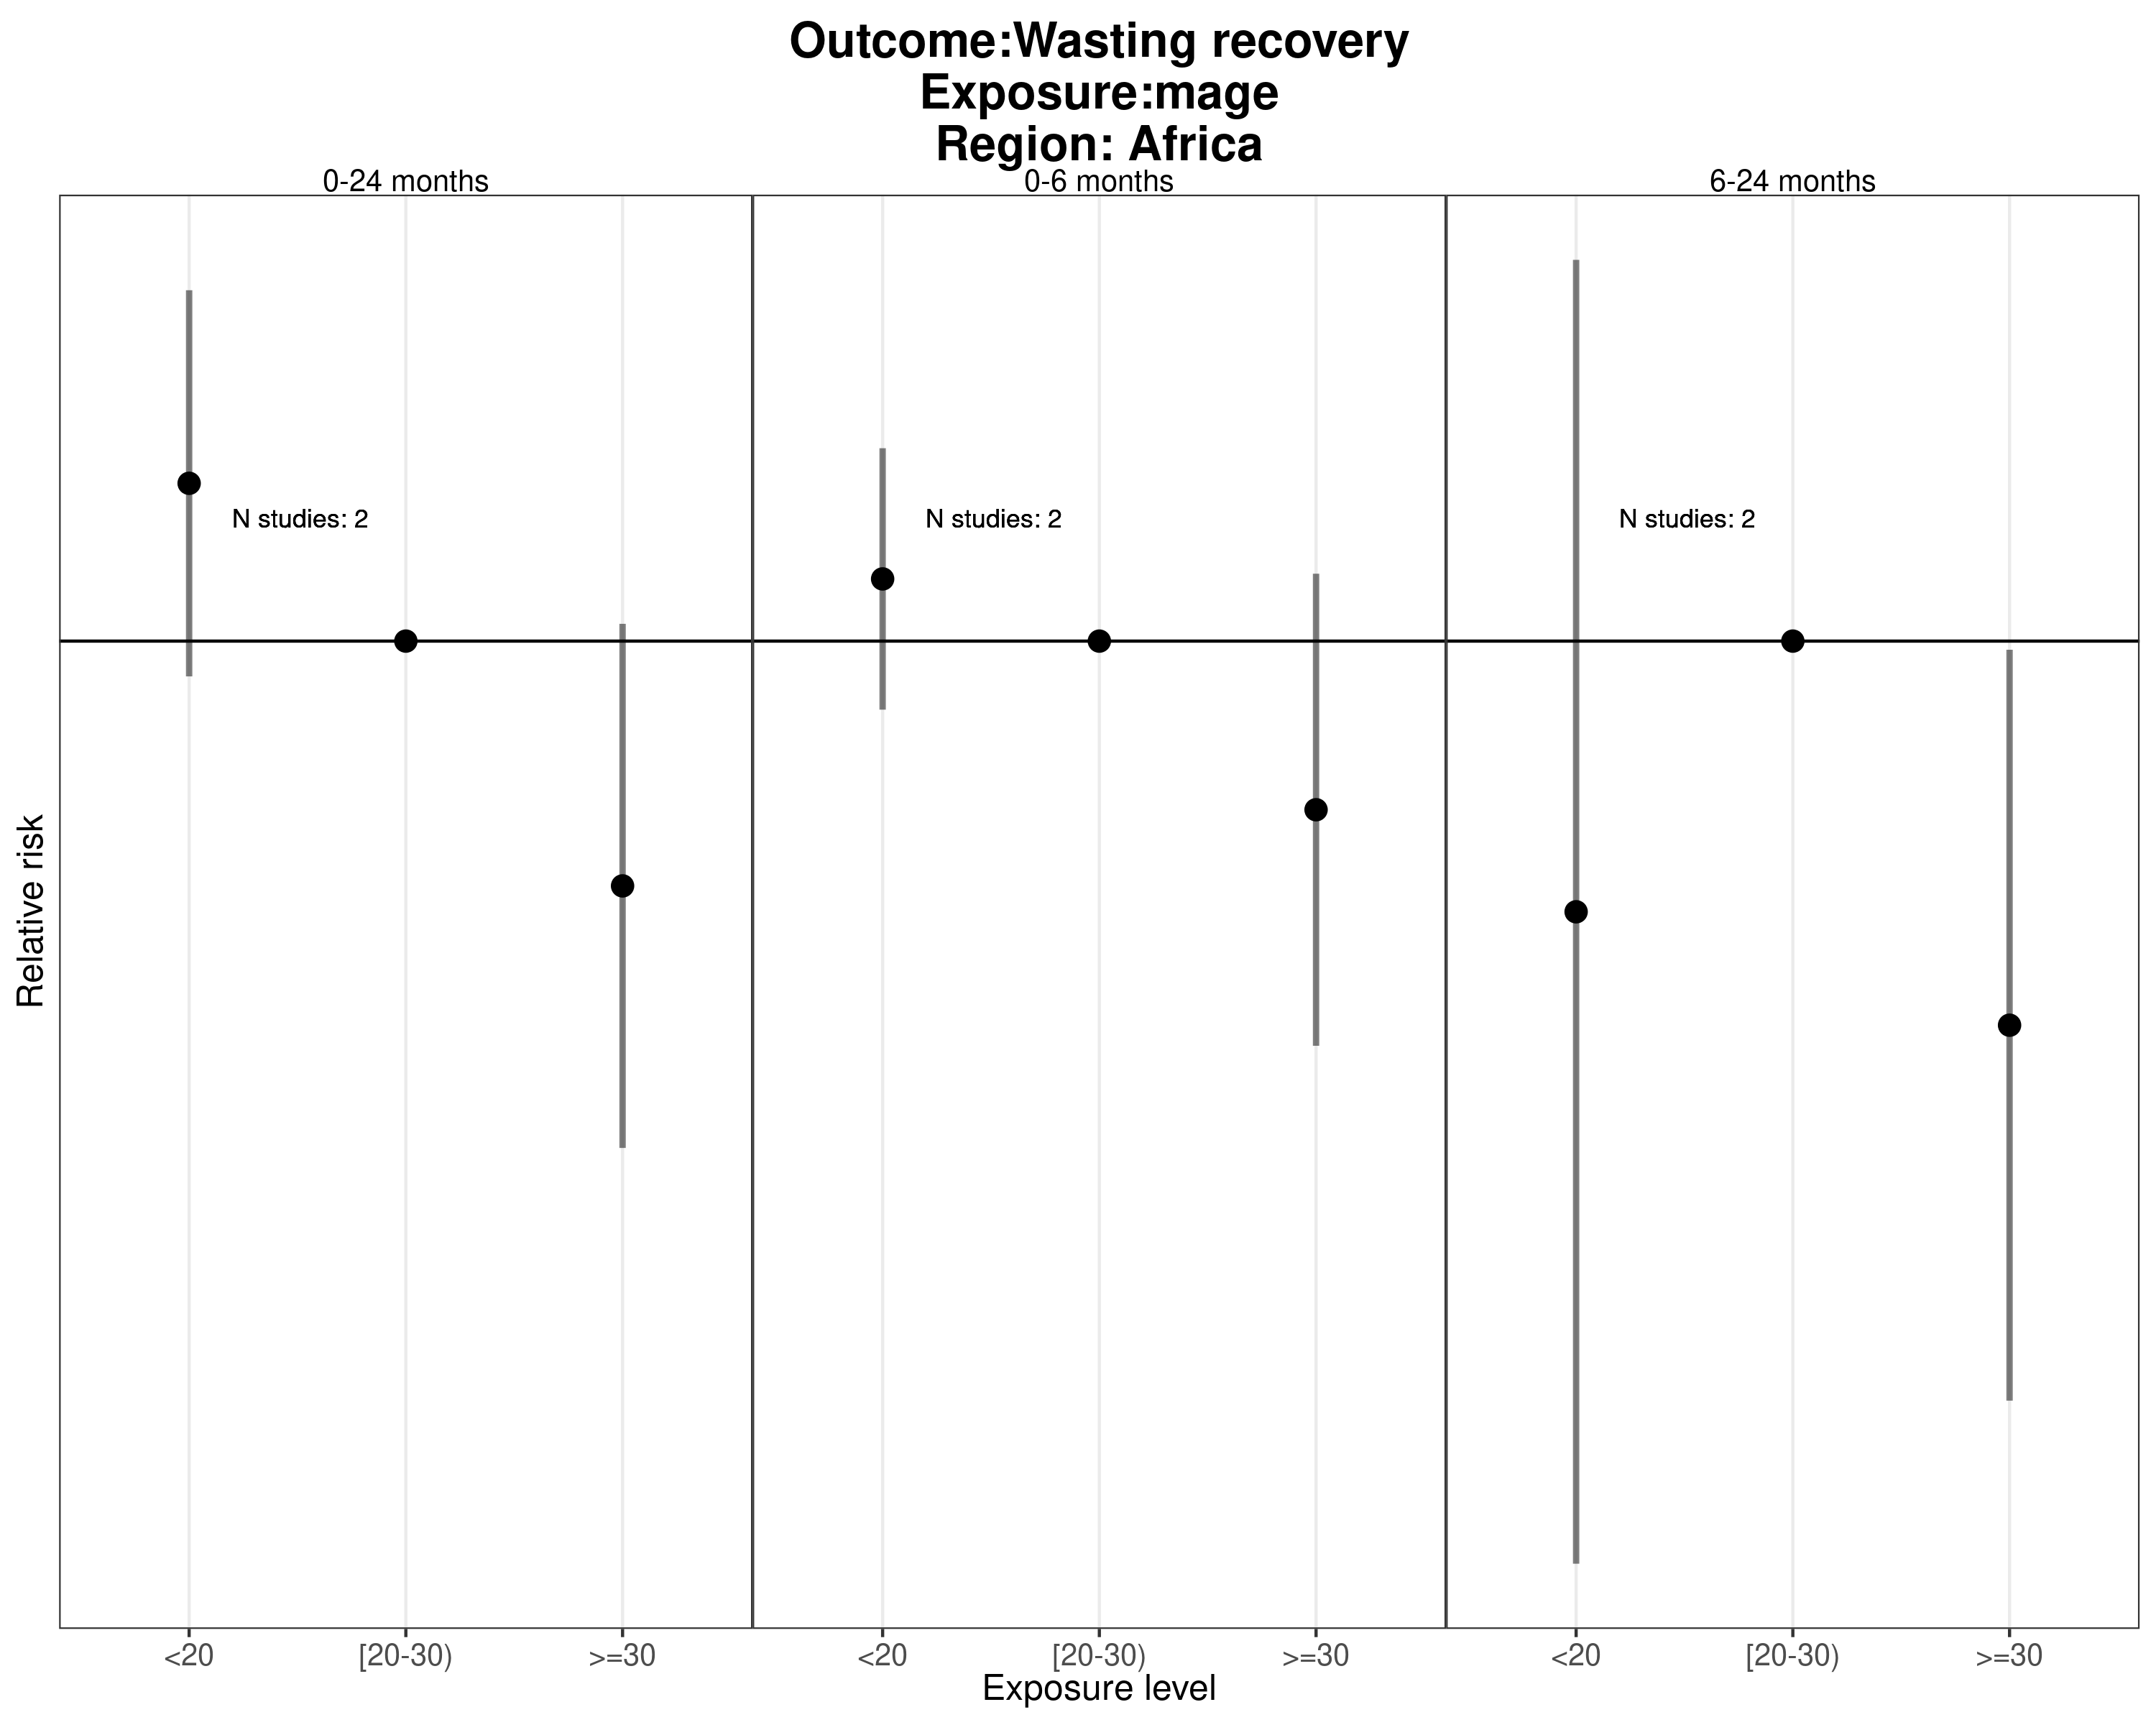 Outcome:Wasting recovery
Exposure:mage
Region: Africa
0-24 months
0-6 months
6-24 months
N studies: 2
N studies: 2
N studies: 2
Relative risk
<20
[20-30)
>=30
<20
[20-30)
>=30
<20
[20-30)
>=30
Exposure level